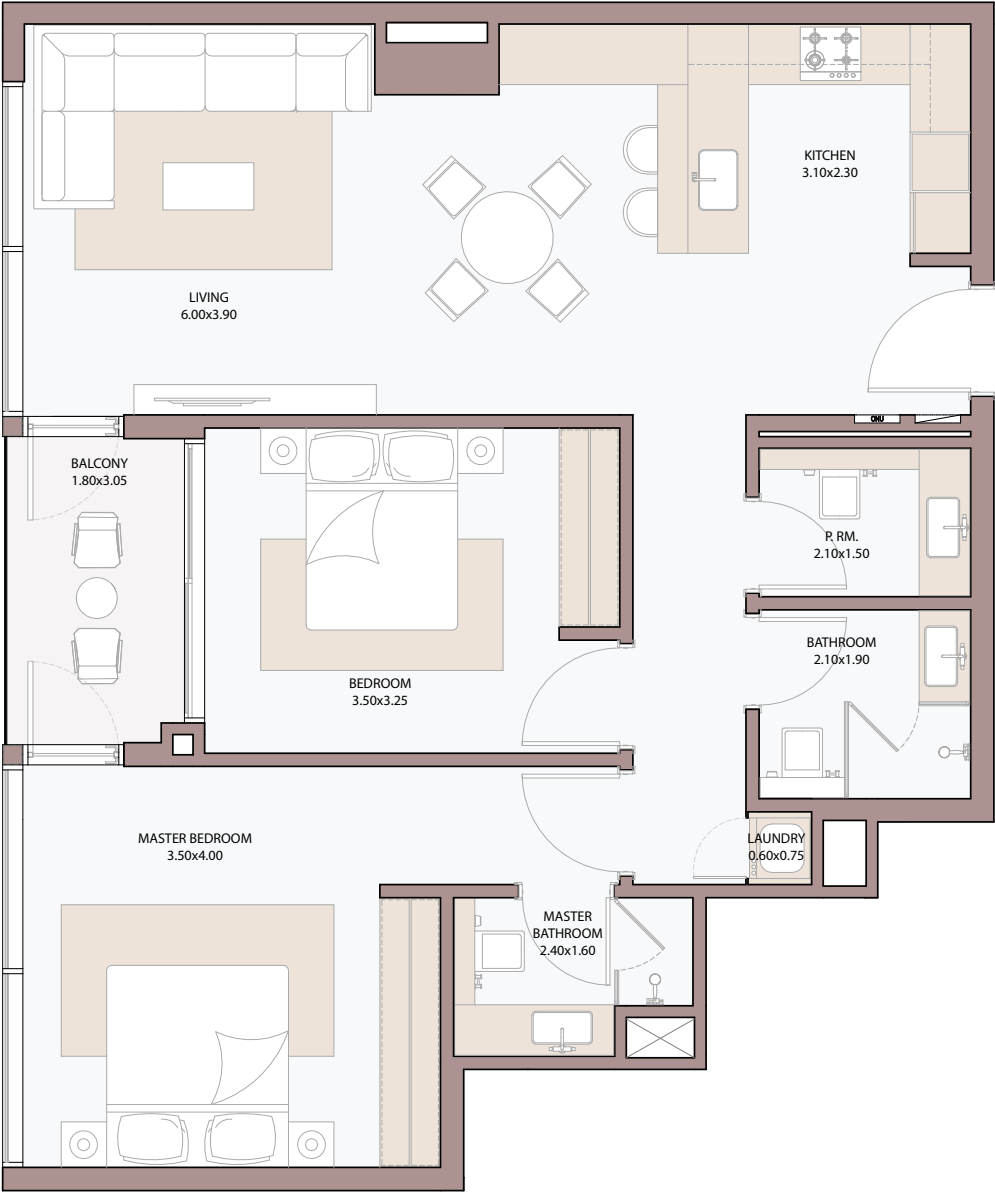 KITCHEN
3.10x2.30
LIVING
6.00x3.90
ONU
BALCONY
1.80x3.05
P. RM.
2.10x1.50
BATHROOM
2.10x1.90
BEDROOM
3.50x3.25
MASTER BEDROOM
3.50x4.00
LAUNDRY
0.60x0.75
MASTER
BATHROOM
2.40x1.60